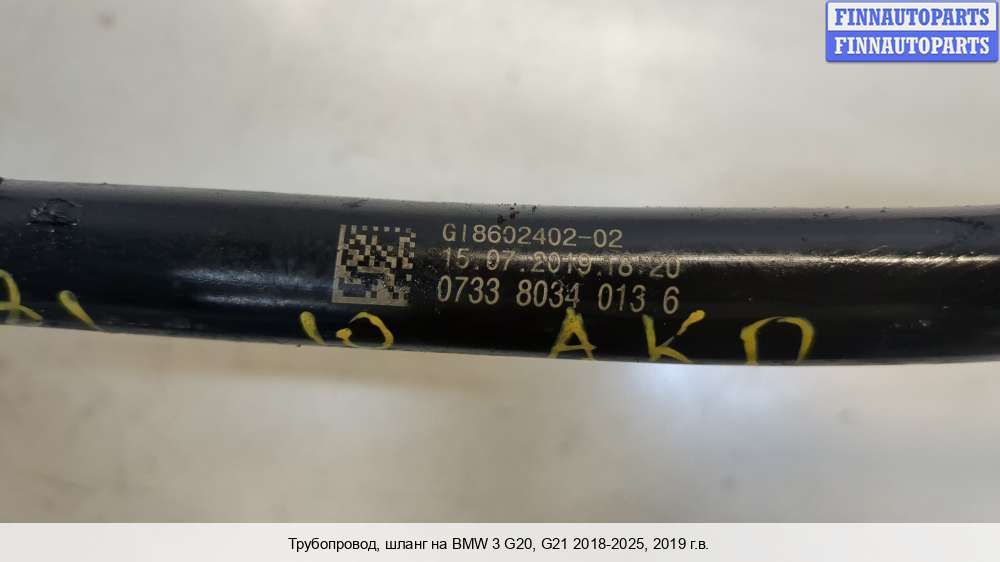 FINNAUTOPARTS
FINNAUTOPARTS
GI8602402-02
15.07.2019.18:20
0733 8034 013 6
АКП
Трубопровод, шланг на BMW 3 G20, G21 2018-2025, 2019 г.в.